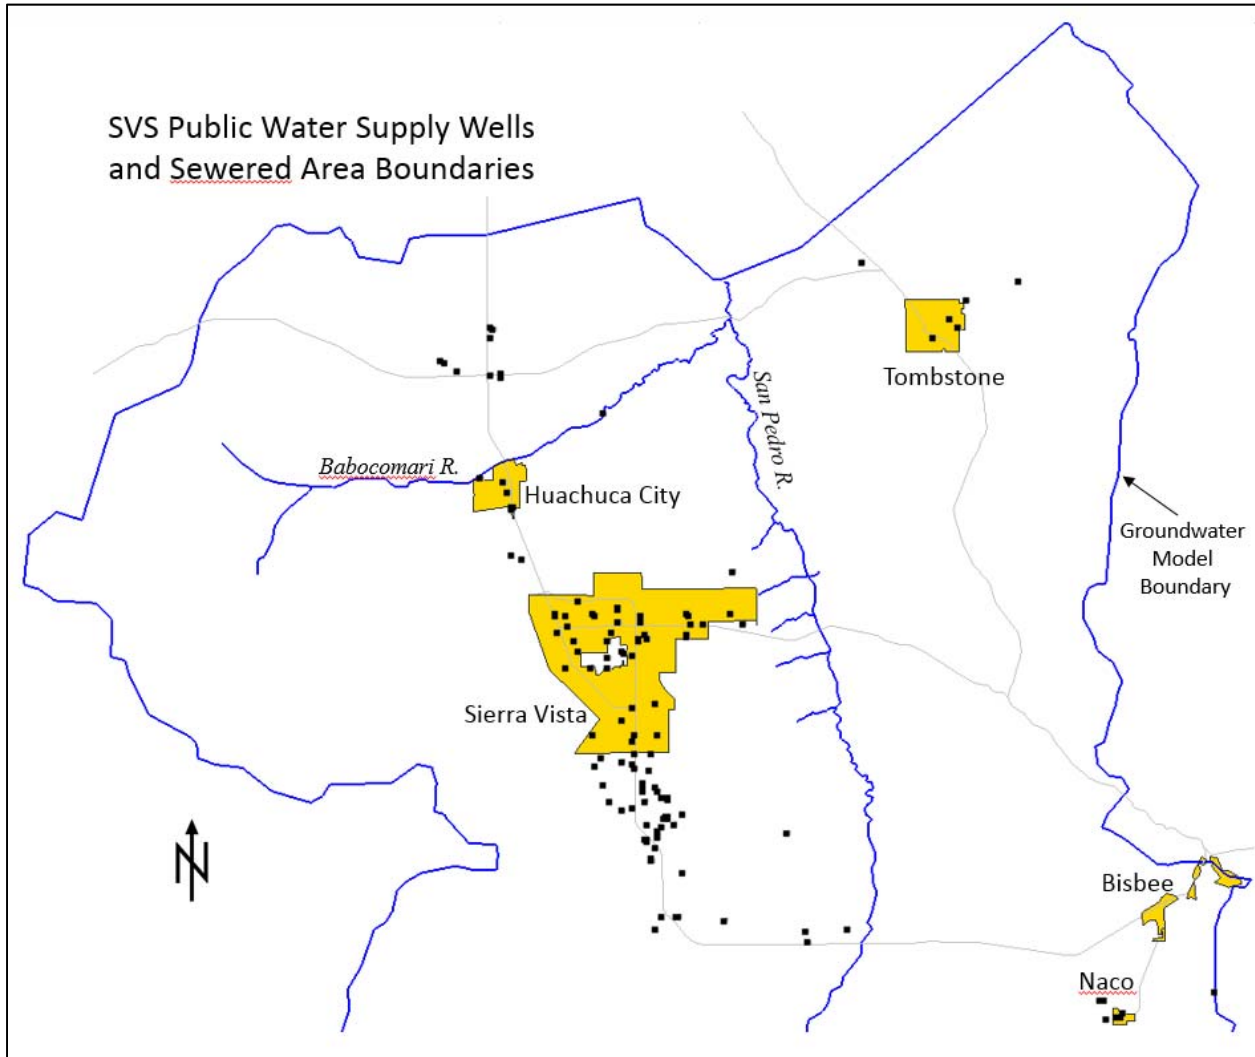 SVS Public Water Supply Wells
and Sewered Area Boundaries
Tombstone
San Pedro R.
Babocomari R.
Huachuca City
Groundwater
Model
Boundary
Sierra Vista
Bisbee
Naco
N